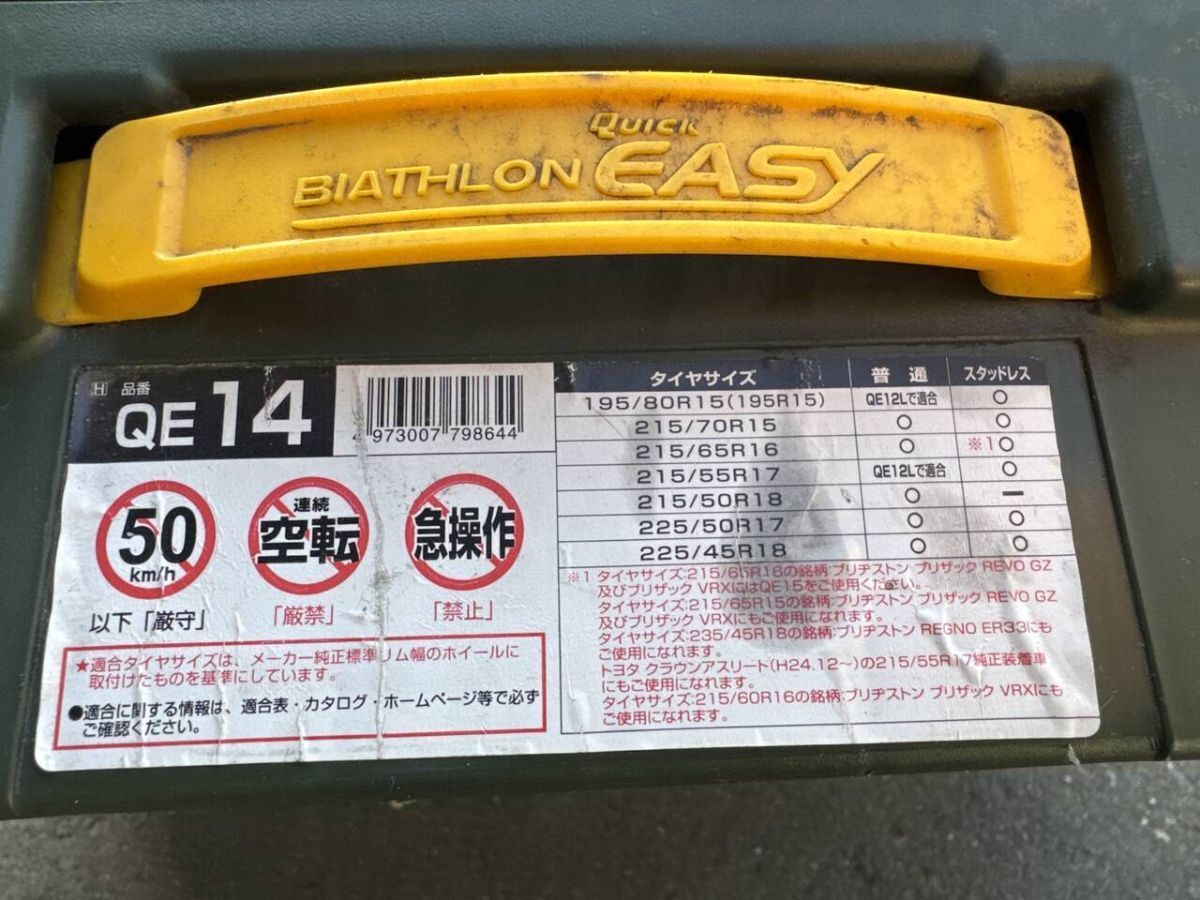 QUICK
BIATHLON EASY
H 品番
QE14
4 973007 798644
50
km/h
以下「厳守」
連続
空転
「厳禁」
急操作
「禁止」
★適合タイヤサイズは、メーカー純正標準リム幅のホイールに
取付けたものを基準にしています。
●適合に関する情報は、適合表・カタログ・ホームページ等で必ず
ご確認ください。
タイヤサイズ 普通 スタッドレス
195/80R15(195R15) QE12Lで適合 ○
215/70R15 ○ ○
215/65R16 ○ ※1○
215/55R17 QE12Lで適合 ○
215/50R18 ○ ー
225/50R17 ○ ○
225/45R18 ○ ○
※1 タイヤサイズ:215/65R16の銘柄:ブリヂストン ブリザック REVO GZ
及びブリザック VRXにはQE15をご使用ください。
タイヤサイズ:215/65R15の銘柄:ブリヂストン ブリザック REVO GZ
及びブリザック VRXにもご使用になれます。
タイヤサイズ:235/45R18の銘柄:ブリヂストン REGNO ER33にも
ご使用になれます。
トヨタ クラウンアスリート(H24.12〜)の215/55R17純正装着車
にもご使用になれます。
タイヤサイズ:215/60R16の銘柄:ブリヂストン ブリザック VRXにも
ご使用になれます。